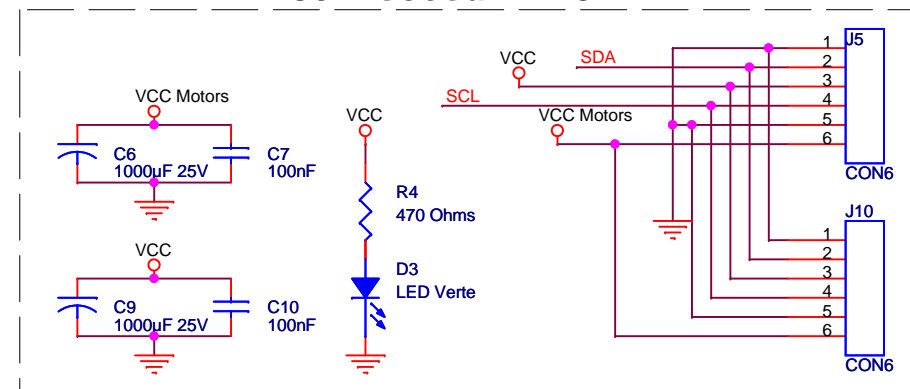 VCC Motors
C6
1000µF 25V
C7
100nF
VCC
C9
1000µF 25V
C10
100nF
VCC
R4
470 Ohms
D3
LED Verte
VCC
SDA
SCL
VCC Motors
J5
1
2
3
4
5
6
CON6
J10
1
2
3
4
5
6
CON6